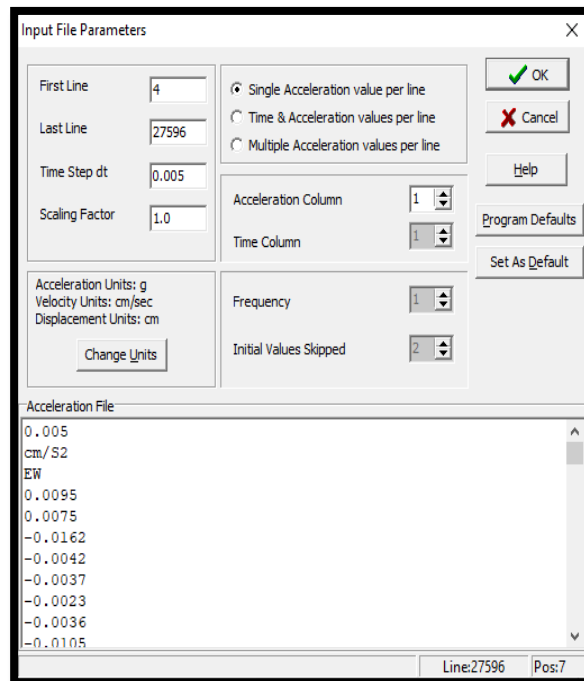 Input File Parameters
First Line 4
Last Line 27596
Time Step dt 0.005
Scaling Factor 1.0
Single Acceleration value per line
Time & Acceleration values per line
Multiple Acceleration values per line
Acceleration Column 1
Time Column 1
OK
Cancel
Help
Program Defaults
Set As Default
Acceleration Units: g
Velocity Units: cm/sec
Displacement Units: cm
Change Units
Frequency 1
Initial Values Skipped 2
Acceleration File
0.005
cm/S2
EW
0.0095
0.0075
-0.0162
-0.0042
-0.0037
-0.0023
-0.0036
-0.0105
Line:27596 Pos:7